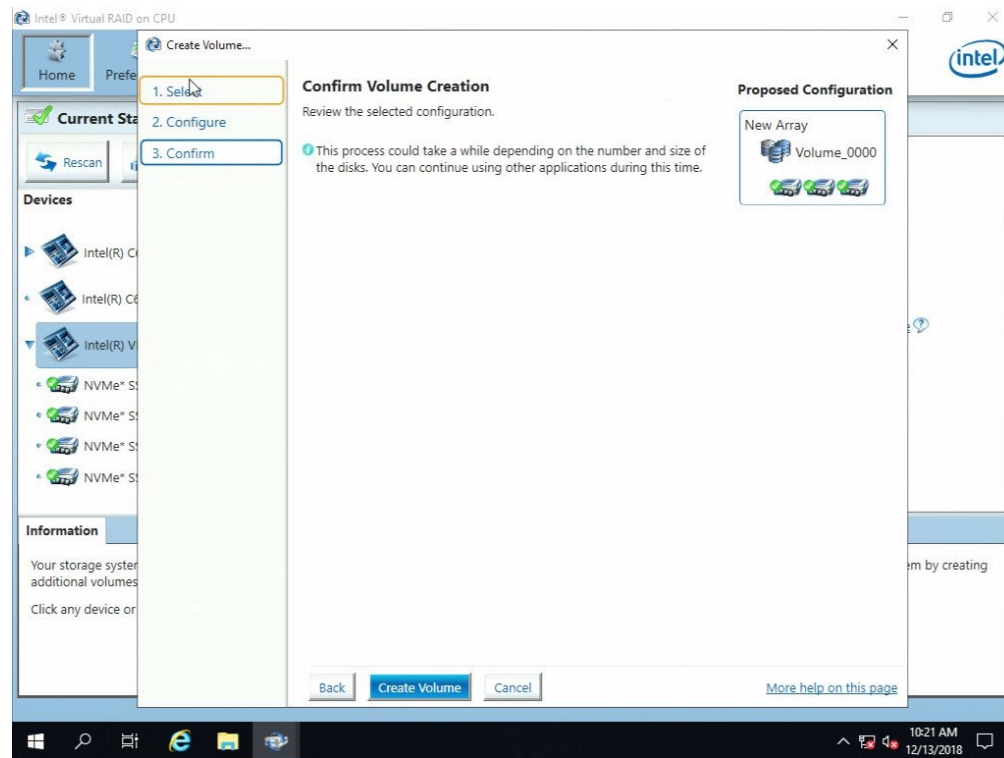 Intel® Virtual RAID on CPU
Home
Create Volume...
intel
1. Select
2. Configure
3. Confirm
Confirm Volume Creation
Review the selected configuration.
This process could take a while depending on the number and size of
the disks. You can continue using other applications during this time.
Proposed Configuration
New Array
Volume_0000
Current
Rescan
Devices
Intel(R)
Intel(R)
Intel(R)
NVMe*
NVMe*
NVMe*
NVMe*
Information
Your storage
additional volumes
Click any device or
em by creating
Back
Create Volume
Cancel
More help on this page
10:21 AM
12/13/2018